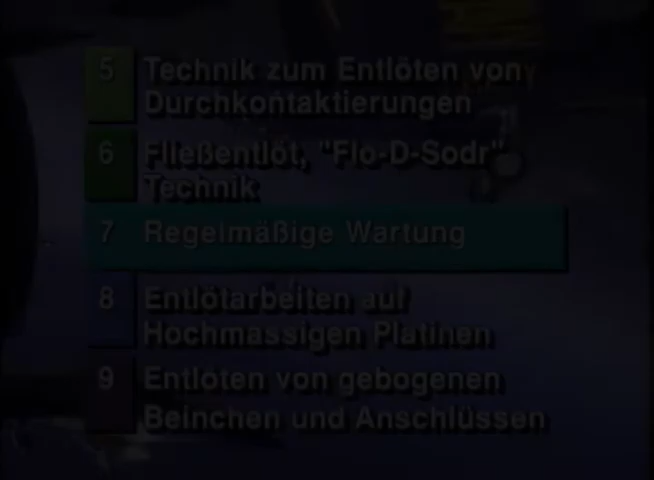 5 Technik zum Entlöten von
Durchkontaktierungen
6 Fließentlöt, "Flo-D-Sodr"
Technik
7 Regelmäßige Wartung
8 Entlötarbeiten auf
Hochmassigen Platinen
9 Entlöten von gebogenen
Beinchen und Anschlüssen